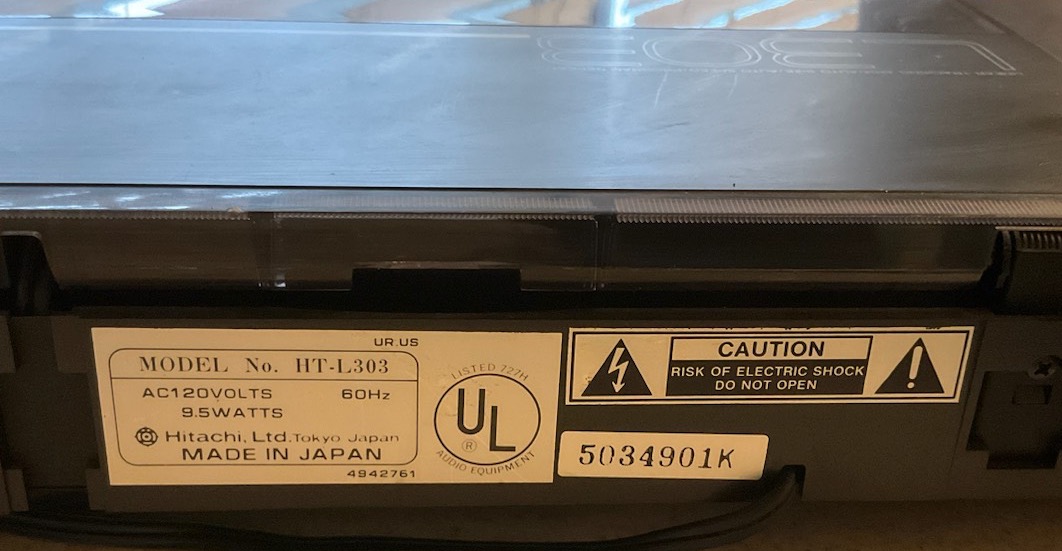 L303
UR.US
MODEL No. HT-L303
AC120VOLTS 60Hz
9.5WATTS
Hitachi, Ltd. Tokyo Japan
MADE IN JAPAN
4942761
LISTED 727H
UL
®
AUDIO EQUIPMENT
CAUTION
RISK OF ELECTRIC SHOCK
DO NOT OPEN
5034901K